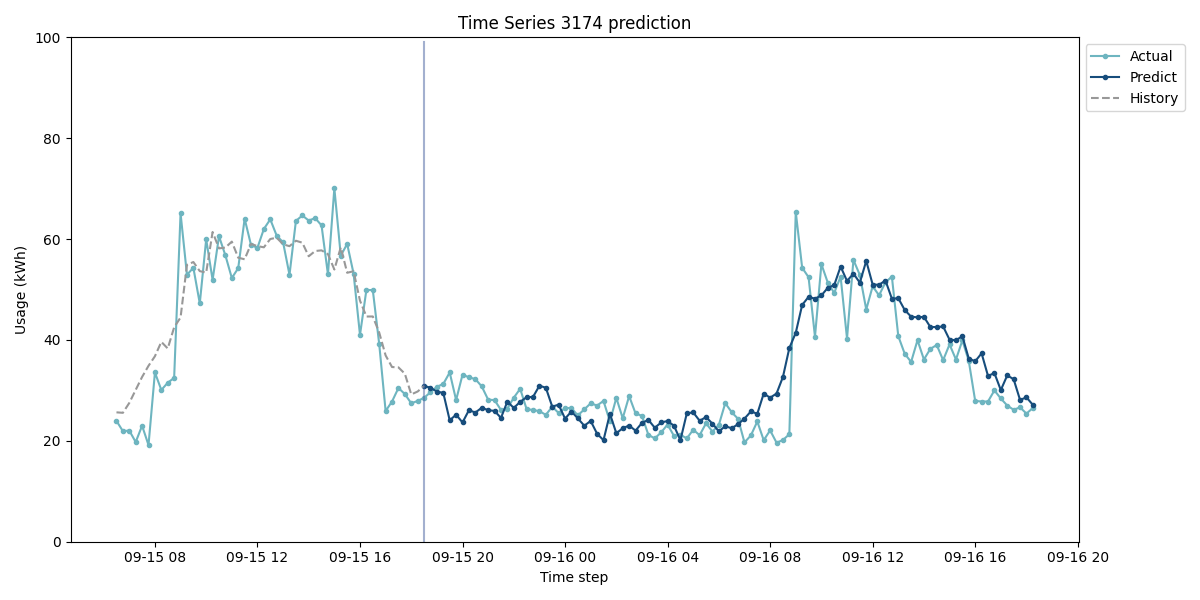 Time Series 3174 prediction
100
80
60
40
20
0
Usage (kWh)
09-15 08
09-15 12
09-15 16
09-15 20
09-16 00
09-16 04
09-16 08
09-16 12
09-16 16
09-16 20
Time step
Actual
Predict
History